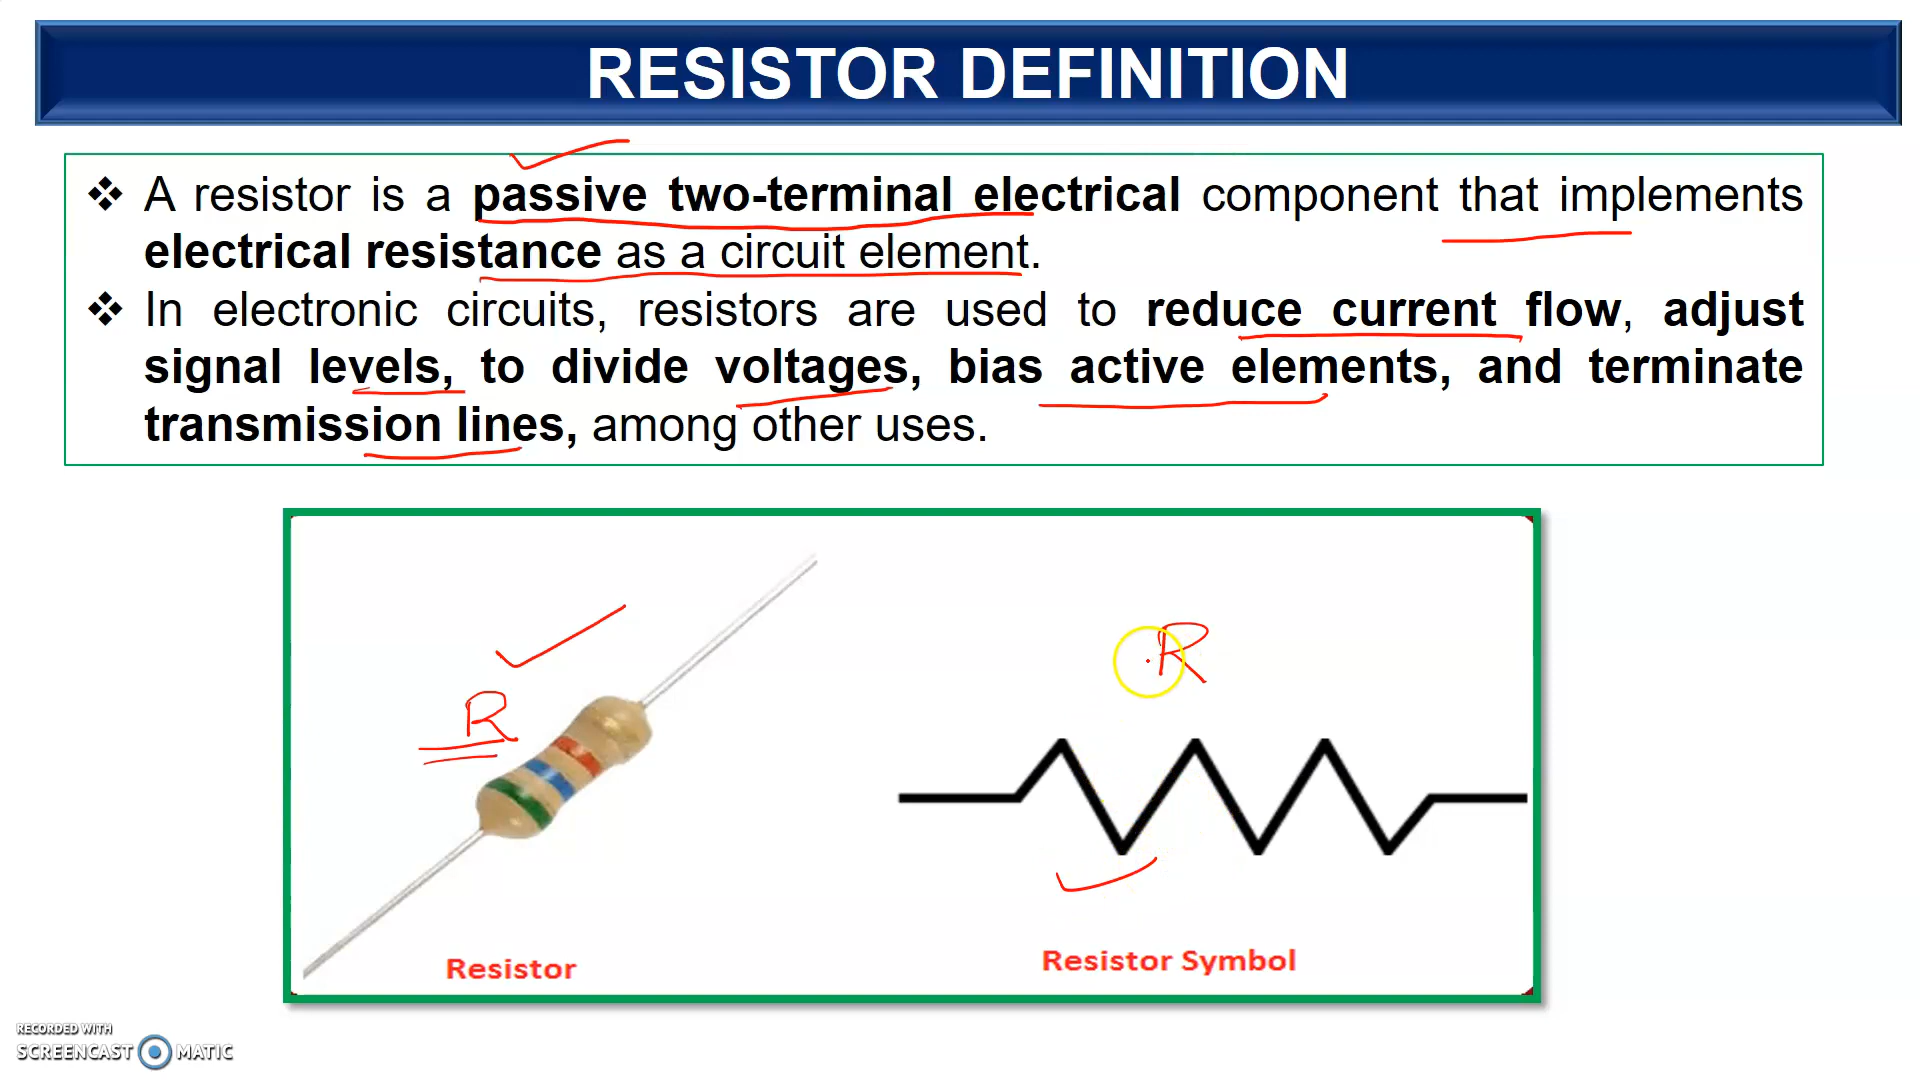 RESISTOR DEFINITION
❖ A resistor is a passive two-terminal electrical component that implements
electrical resistance as a circuit element.
❖ In electronic circuits, resistors are used to reduce current flow, adjust
signal levels, to divide voltages, bias active elements, and terminate
transmission lines, among other uses.
R
R
Resistor
Resistor Symbol
RECORDED WITH
SCREENCAST MATIC